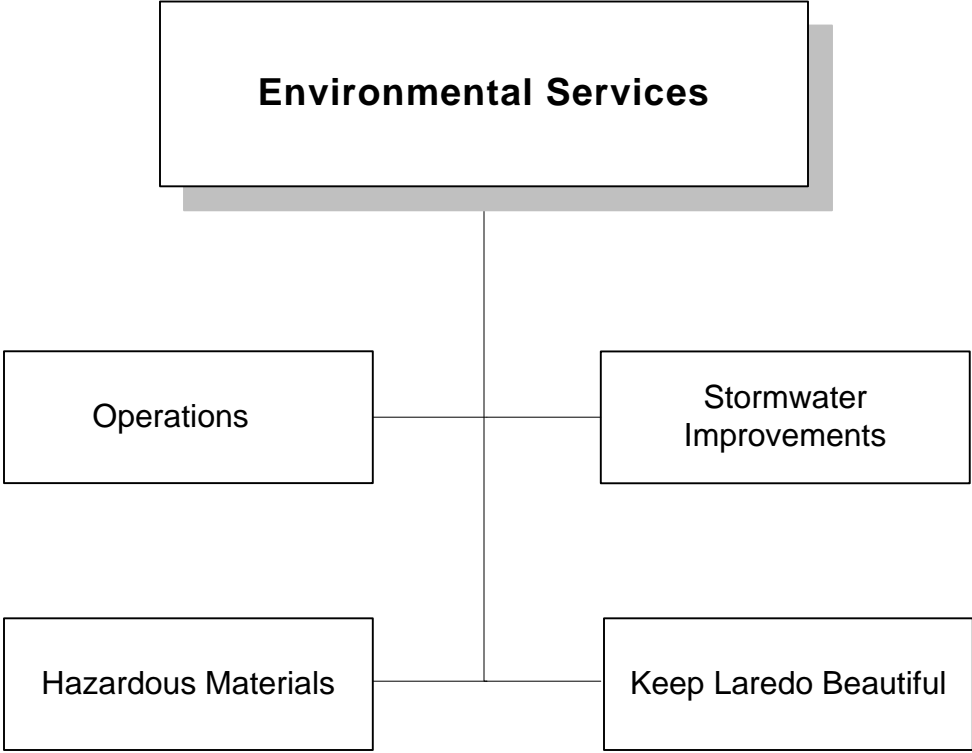 Environmental Services
Operations
Stormwater
Improvements
Hazardous Materials
Keep Laredo Beautiful